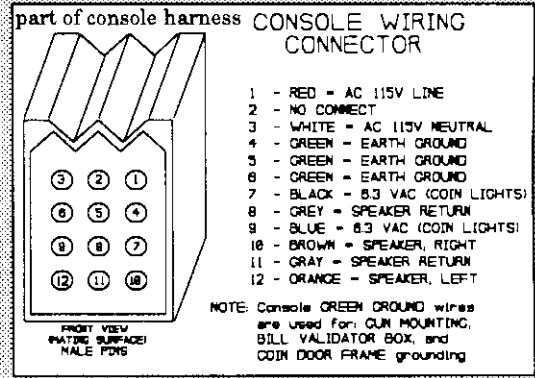 part of console harness
CONSOLE WIRING
CONNECTOR
1 - RED = AC 115V LINE
2 - NO CONNECT
3 - WHITE = AC 115V NEUTRAL
4 - GREEN = EARTH GROUND
5 - GREEN = EARTH GROUND
6 - GREEN = EARTH GROUND
7 - BLACK = 6.3 VAC (COIN LIGHTS)
8 - GREY = SPEAKER RETURN
9 - BLUE = 6.3 VAC (COIN LIGHTS)
10 - BROWN = SPEAKER, RIGHT
11 - GRAY = SPEAKER RETURN
12 - ORANGE = SPEAKER, LEFT
3 2 1
6 5 4
9 8 7
12 11 10
FRONT VIEW
(MATING SURFACE)
MALE PINS
NOTE: Console GREEN GROUND wires
are used for: GUN MOUNTING,
BILL VALIDATOR BOX, and
COIN DOOR FRAME grounding